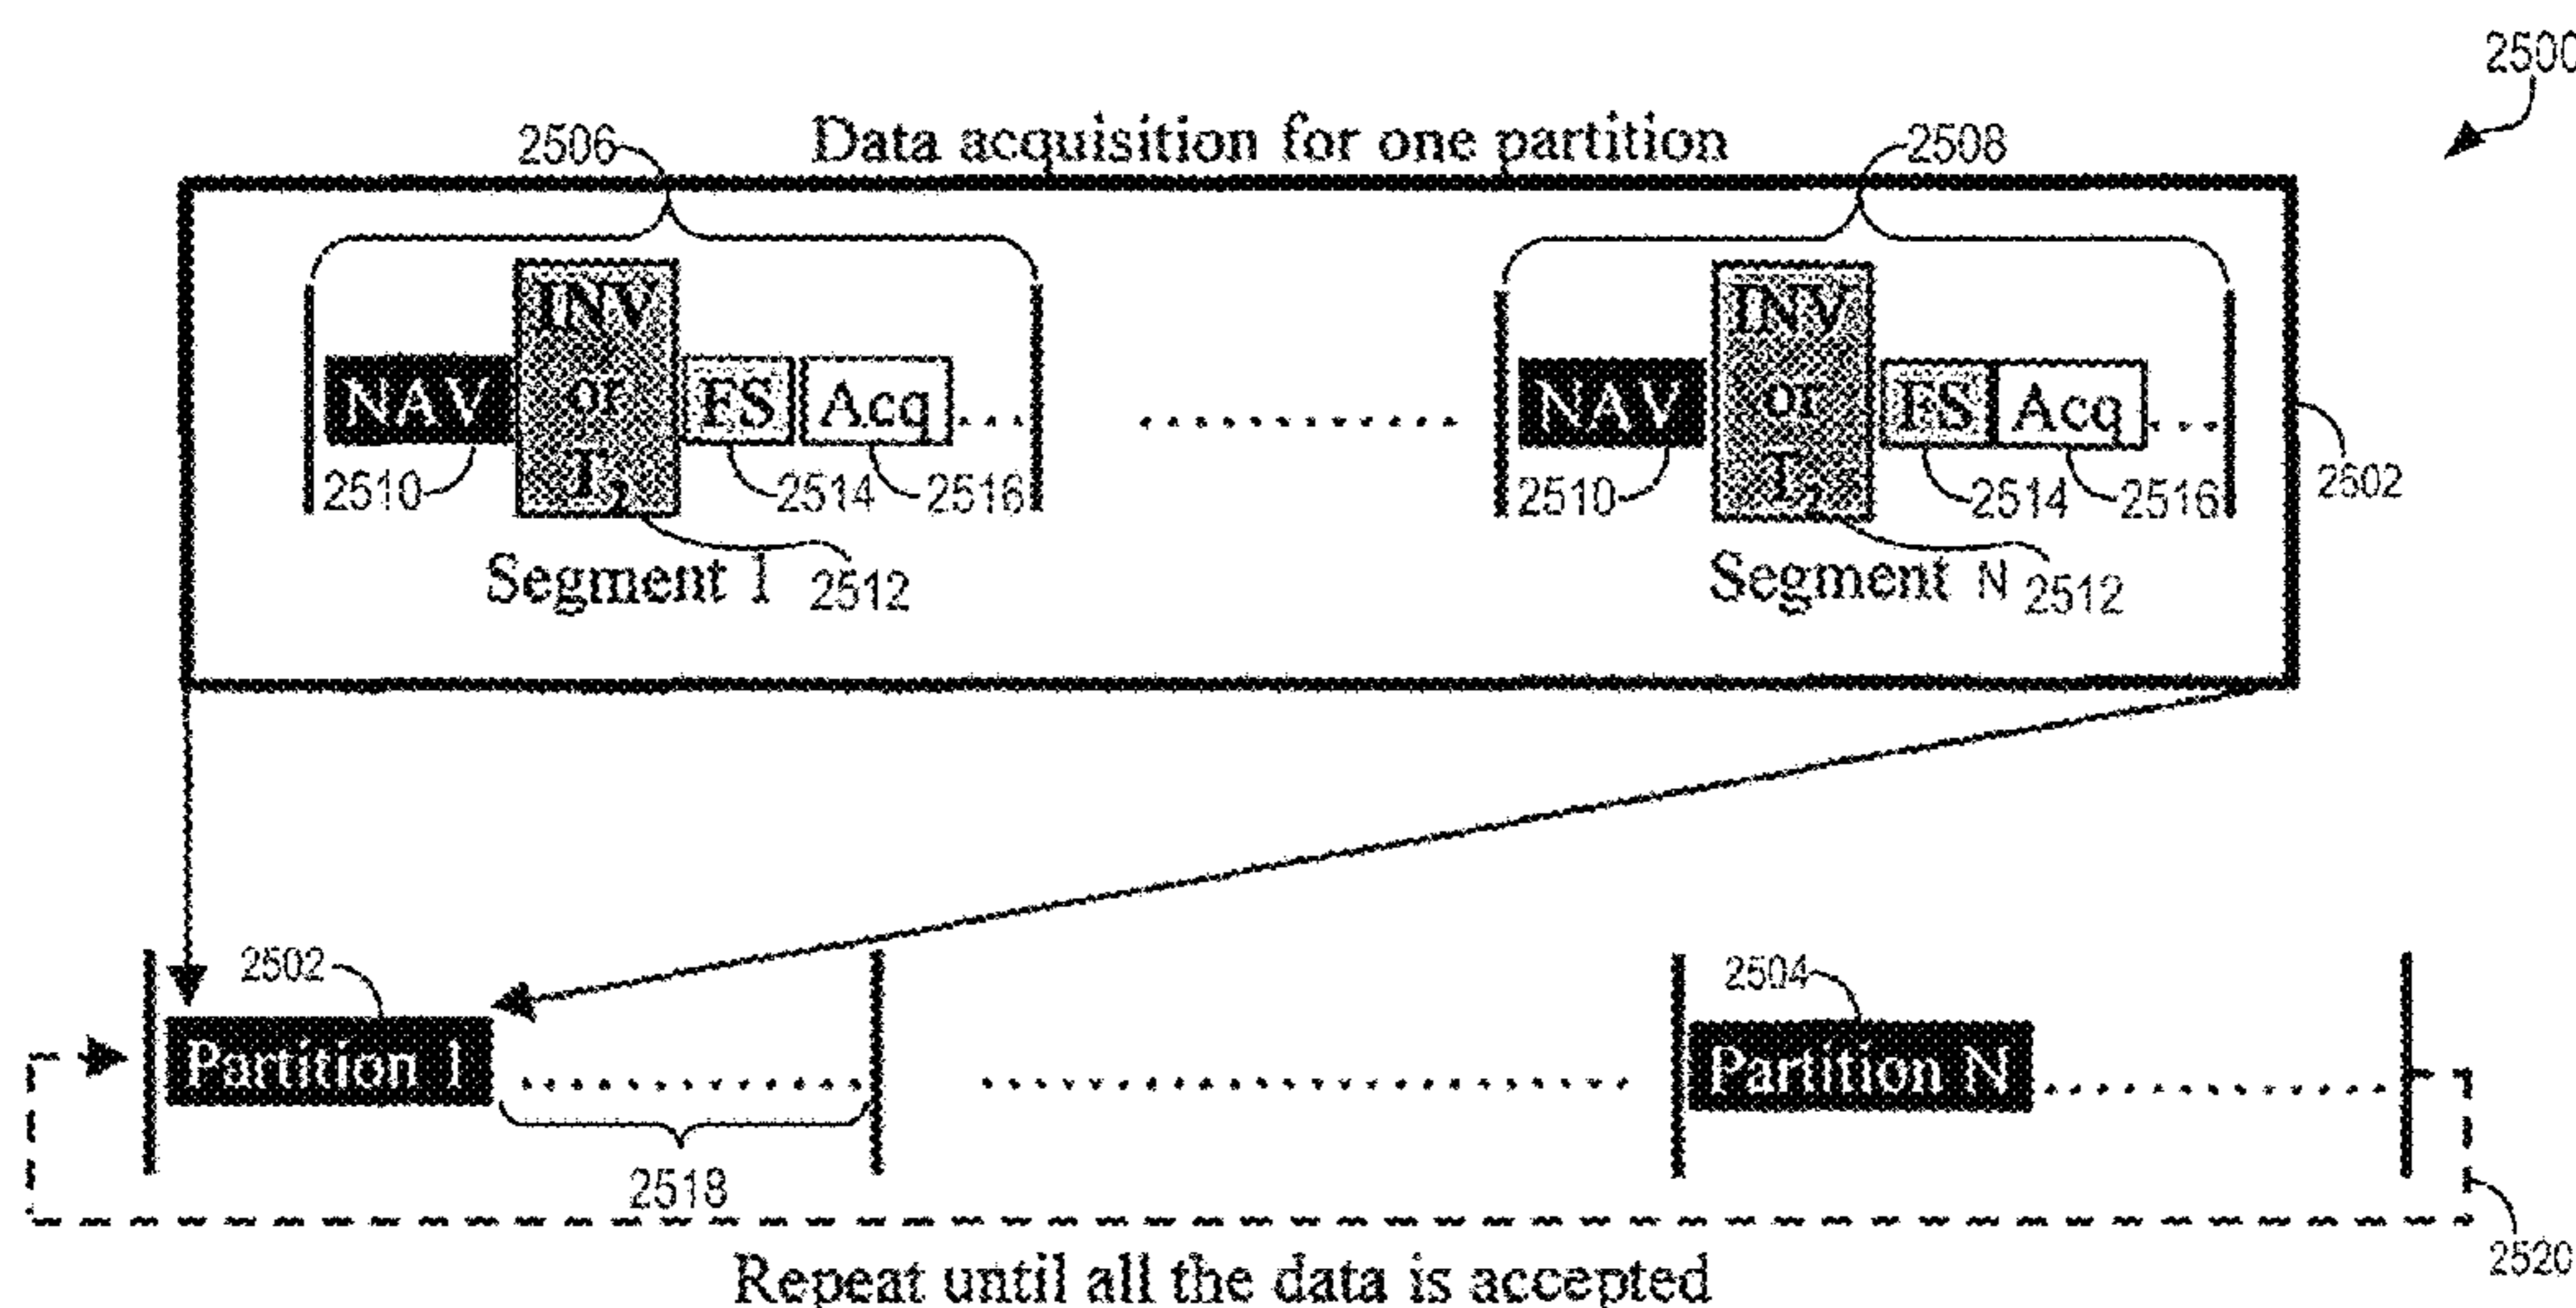 2500
2506 Data acquisition for one partition 2508
NAV INV or T₂ FS Acq NAV INV or T₂ FS Acq
2510 2514 2516 2510 2514 2516 2502
Segment 1 2512 Segment N 2512
2502 2504
Partition 1 Partition N
2518
Repeat until all the data is accepted 2520